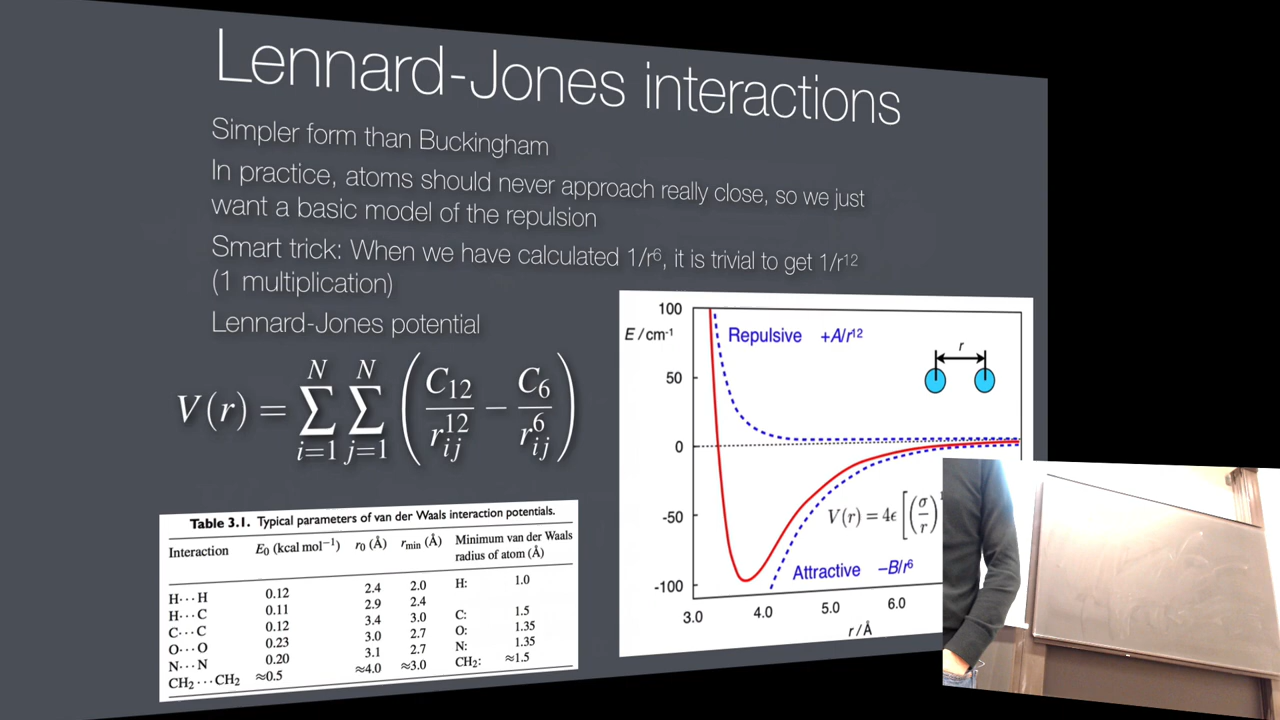 Lennard-Jones interactions
Simpler form than Buckingham
In practice, atoms should never approach really close, so we just
want a basic model of the repulsion
Smart trick: When we have calculated 1/r⁶, it is trivial to get 1/r¹²
(1 multiplication)
Lennard-Jones potential
V(r) = ∑_{i=1}^{N} ∑_{j=1}^{N} ( C₁₂/r_{ij}^{12} − C₆/r_{ij}^{6} )
Table 3.1. Typical parameters of van der Waals interaction potentials.
Interaction E₀ (kcal mol⁻¹) r₀ (Å) r_min (Å) Minimum van der Waals
radius of atom (Å)
H···H 0.12 2.4 2.0 H: 1.0
H···C 0.11 2.9 2.4
C···C 0.12 3.4 3.0 C: 1.5
O···O 0.23 3.0 2.7 O: 1.35
N···N 0.20 3.1 2.7 N: 1.35
CH₂···CH₂ ≈0.5 ≈4.0 ≈3.0 CH₂: ≈1.5
100
E / cm⁻¹
Repulsive +A/r¹²
r
50
0
-50
V(r) = 4ϵ [(σ/r)
Attractive −B/r⁶
-100
3.0 4.0 5.0 6.0
r / Å